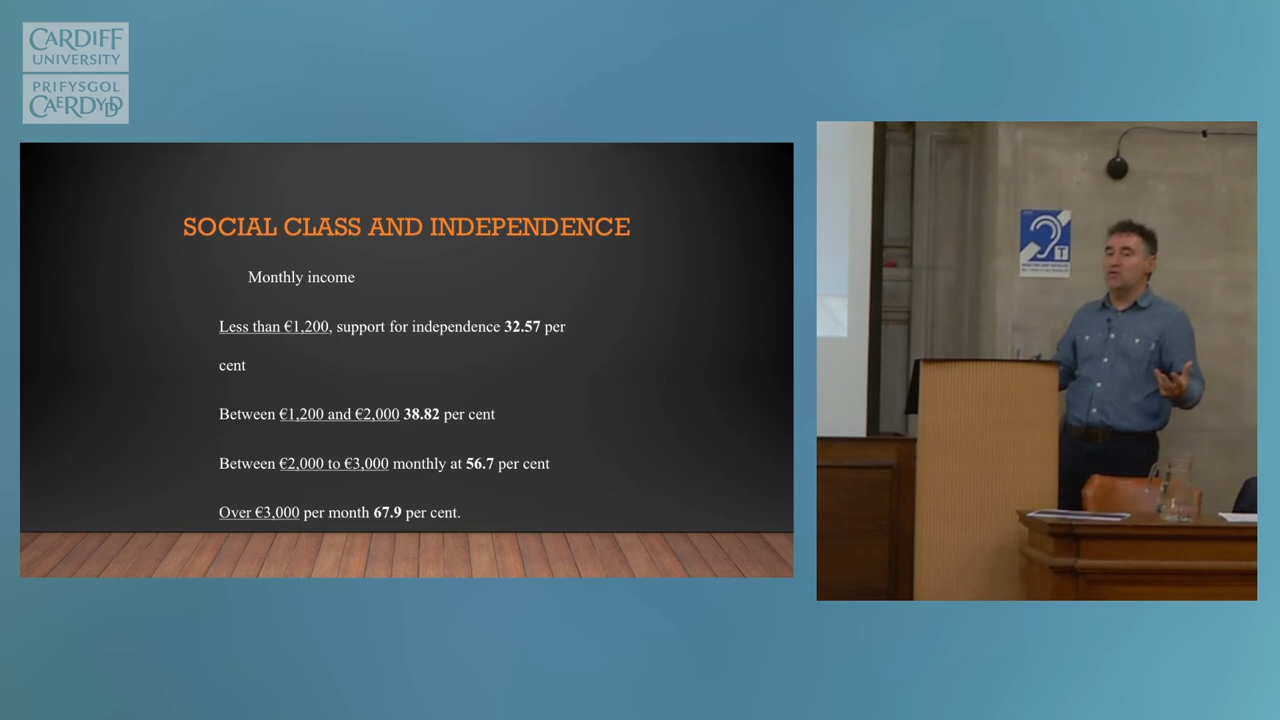 CARDIFF
UNIVERSITY
PRIFYSGOL
CAERDYDD
SOCIAL CLASS AND INDEPENDENCE
Monthly income
Less than €1,200, support for independence 32.57 per
cent
Between €1,200 and €2,000 38.82 per cent
Between €2,000 to €3,000 monthly at 56.7 per cent
Over €3,000 per month 67.9 per cent.
T